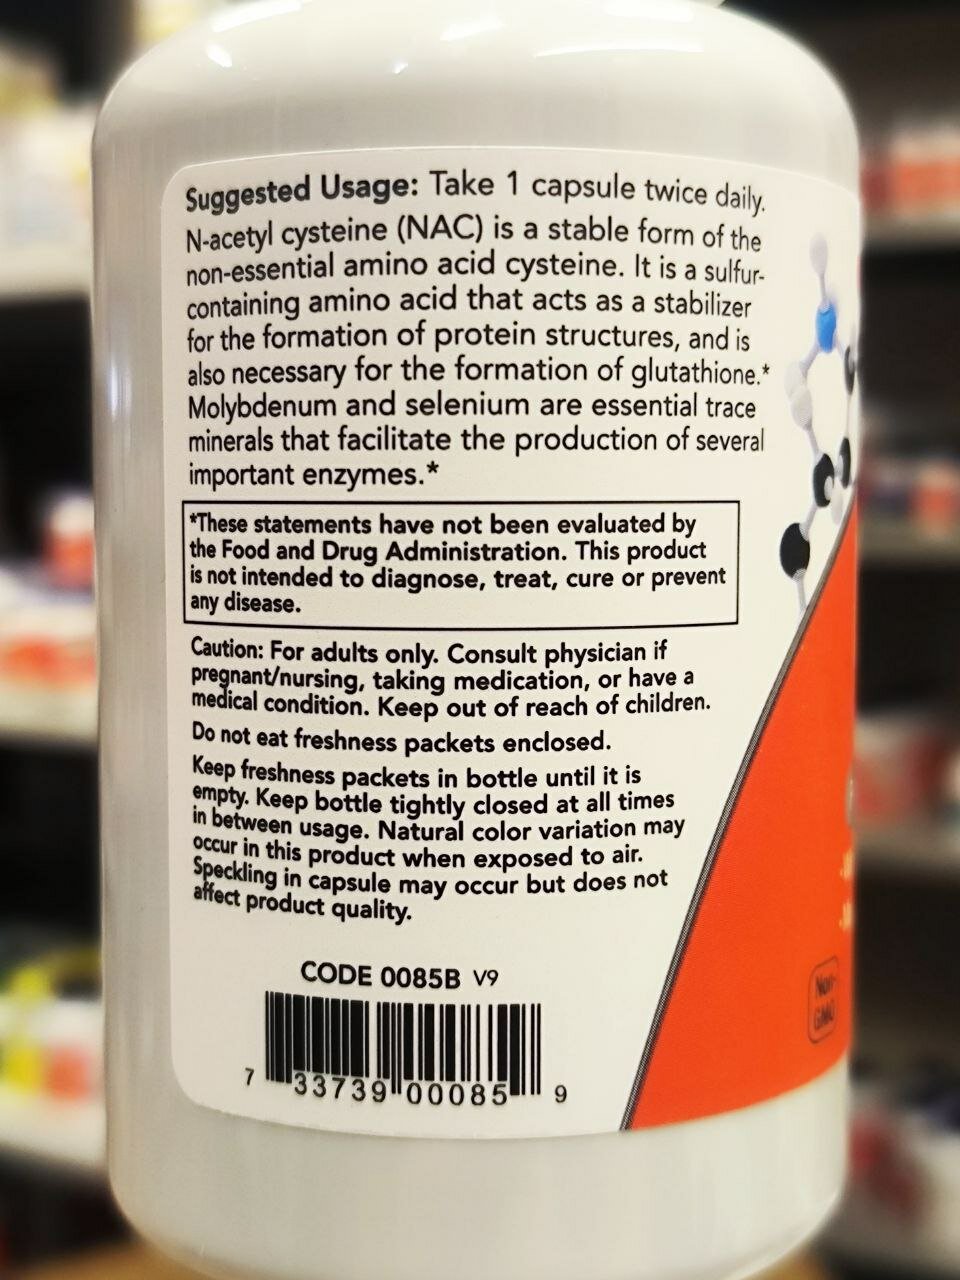 Suggested Usage: Take 1 capsule twice daily.
N-acetyl cysteine (NAC) is a stable form of the
non-essential amino acid cysteine. It is a sulfur-
containing amino acid that acts as a stabilizer
for the formation of protein structures, and is
also necessary for the formation of glutathione.*
Molybdenum and selenium are essential trace
minerals that facilitate the production of several
important enzymes.*
*These statements have not been evaluated by
the Food and Drug Administration. This product
is not intended to diagnose, treat, cure or prevent
any disease.
Caution: For adults only. Consult physician if
pregnant/nursing, taking medication, or have a
medical condition. Keep out of reach of children.
Do not eat freshness packets enclosed.
Keep freshness packets in bottle until it is
empty. Keep bottle tightly closed at all times
in between usage. Natural color variation may
occur in this product when exposed to air.
Speckling in capsule may occur but does not
affect product quality.
CODE 0085B V9
7 33739 00085 9
Non-
GMO